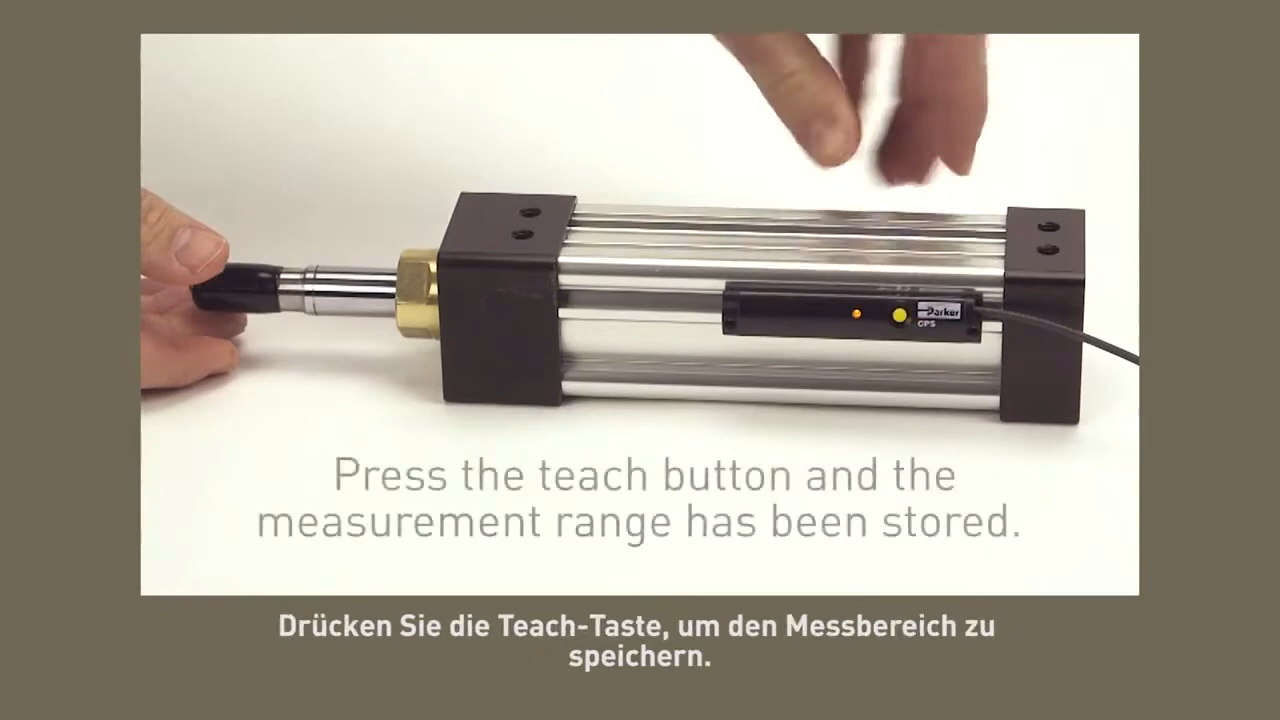 Parker
CPS
Press the teach button and the
measurement range has been stored.
Drücken Sie die Teach-Taste, um den Messbereich zu
speichern.